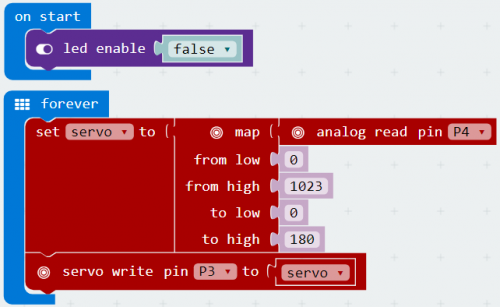 on start
led enable false
forever
set servo to map analog read pin P4
from low 0
from high 1023
to low 0
to high 180
servo write pin P3 to servo